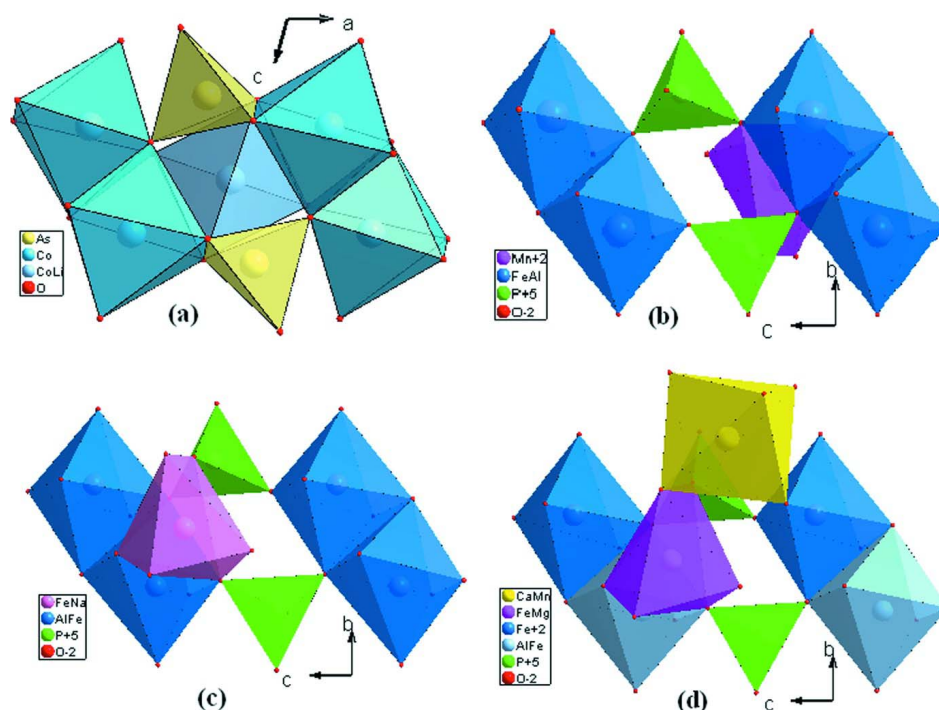 a
c
As
Co
CoLi
O
(a)
Mn+2
FeAl
P+5
O-2
b
c
(b)
FeNa
AlFe
P+5
O-2
b
c
(c)
CaMn
FeMg
Fe+2
AlFe
P+5
O-2
b
c
(d)